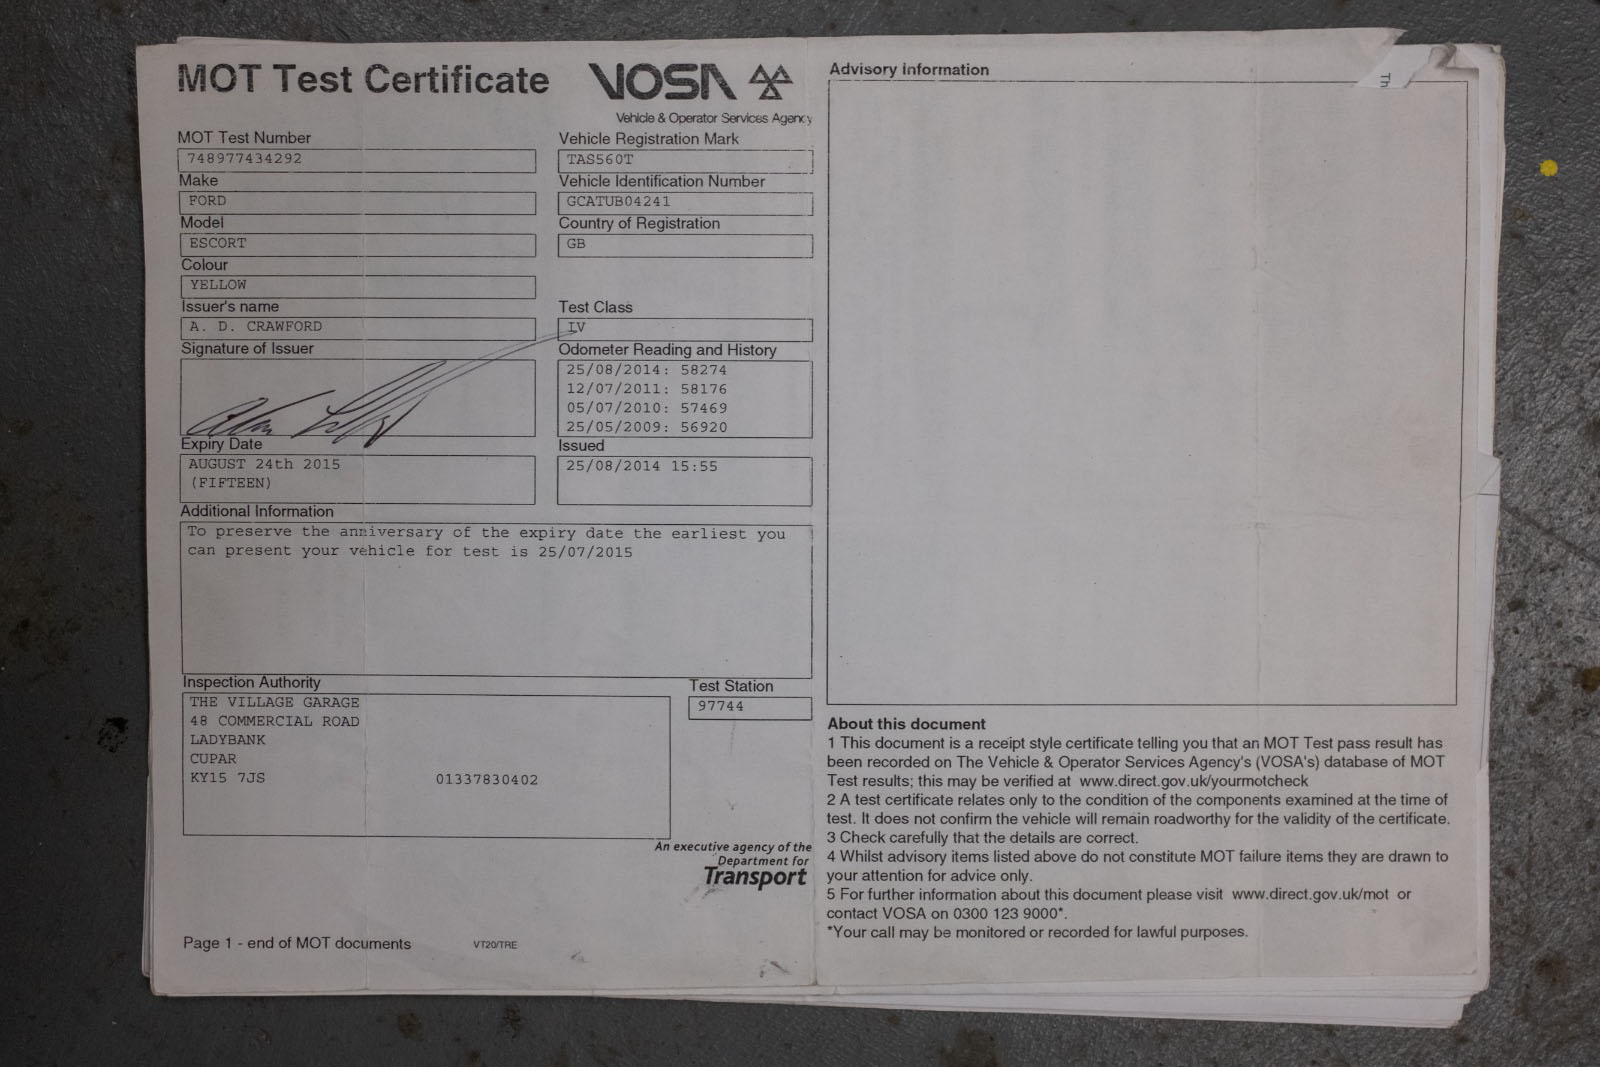 MOT Test Certificate
VOSA
Vehicle & Operator Services Agency
MOT Test Number
748977434292
Vehicle Registration Mark
TAS560T
Make
FORD
Vehicle Identification Number
GCATUB04241
Model
ESCORT
Country of Registration
GB
Colour
YELLOW
Issuer's name
A. D. CRAWFORD
Test Class
IV
Signature of Issuer
Odometer Reading and History
25/08/2014: 58274
12/07/2011: 58176
05/07/2010: 57469
25/05/2009: 56920
Expiry Date
AUGUST 24th 2015
(FIFTEEN)
Issued
25/08/2014 15:55
Additional Information
To preserve the anniversary of the expiry date the earliest you
can present your vehicle for test is 25/07/2015
Inspection Authority
THE VILLAGE GARAGE
48 COMMERCIAL ROAD
LADYBANK
CUPAR
KY15 7JS 01337830402
Test Station
97744
An executive agency of the
Department for
Transport
Page 1 - end of MOT documents VT20/TRE
Advisory Information
Th
About this document
1 This document is a receipt style certificate telling you that an MOT Test pass result has
been recorded on The Vehicle & Operator Services Agency's (VOSA's) database of MOT
Test results; this may be verified at www.direct.gov.uk/yourmotcheck
2 A test certificate relates only to the condition of the components examined at the time of
test. It does not confirm the vehicle will remain roadworthy for the validity of the certificate.
3 Check carefully that the details are correct.
4 Whilst advisory items listed above do not constitute MOT failure items they are drawn to
your attention for advice only.
5 For further information about this document please visit www.direct.gov.uk/mot or
contact VOSA on 0300 123 9000*.
*Your call may be monitored or recorded for lawful purposes.